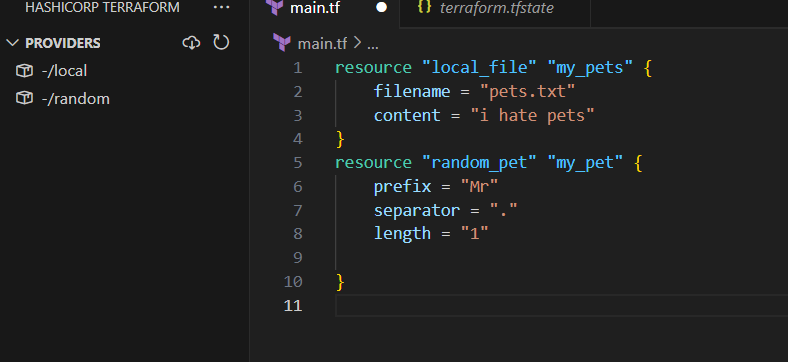 HASHICORP TERRAFORM ...
PROVIDERS
-/local
-/random
main.tf
{} terraform.tfstate
main.tf > ...
1 resource "local_file" "my_pets" {
2     filename = "pets.txt"
3     content = "i hate pets"
4 }
5 resource "random_pet" "my_pet" {
6     prefix = "Mr"
7     separator = "."
8     length = "1"
9
10 }
11